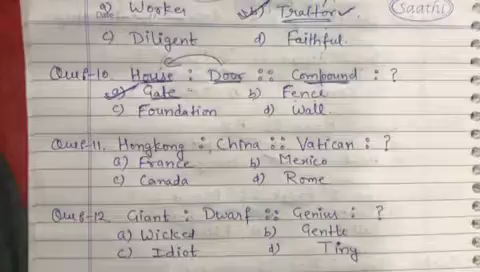 a) Worker
b) Traitor
Saathi
Date
c) Diligent d) Faithful.
Ques-10. House : Door :: Compound : ?
a) Gate b) Fence
c) Foundation d) Wall.
Ques-11. Hongkong : China :: Vatican : ?
a) France b) Mexico
c) Canada d) Rome
Ques-12. Giant : Dwarf :: Genius : ?
a) Wicked b) Gentle
c) Idiot d) Tiny